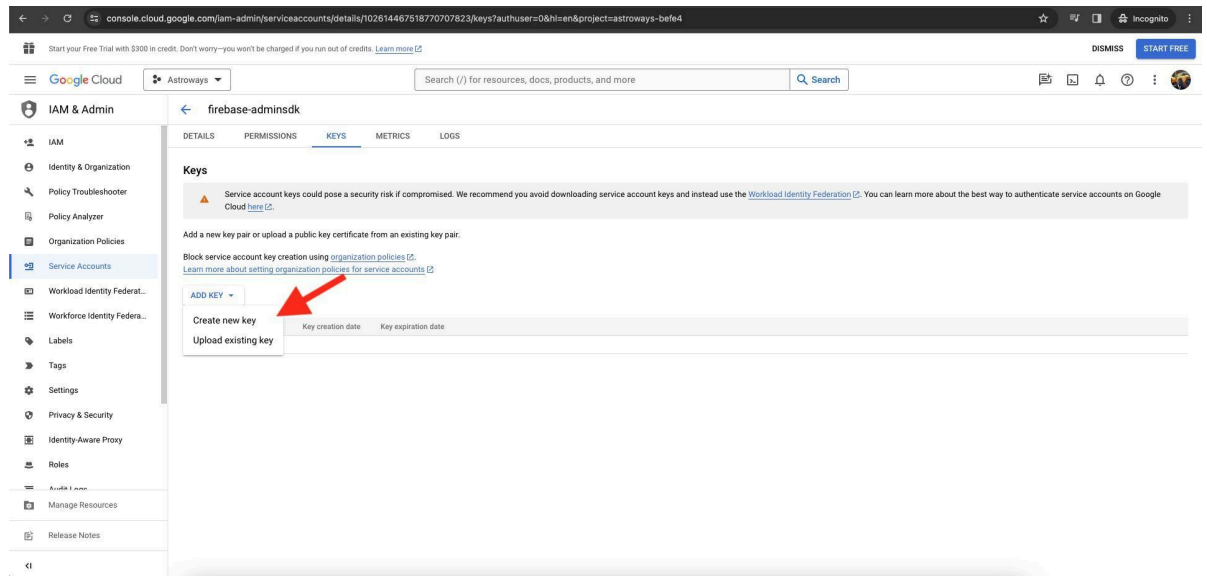 console.cloud.google.com/iam-admin/serviceaccounts/details/102614467518770707823/keys?authuser=0&hl=en&project=astroways-befe4
Incognito
Start your Free Trial with $300 in credit. Don't worry—you won't be charged if you run out of credits. Learn more
DISMISS
START FREE
Google Cloud
Astroways
Search (/) for resources, docs, products, and more
Search
IAM & Admin
firebase-adminsdk
DETAILS PERMISSIONS KEYS METRICS LOGS
IAM
Identity & Organization
Policy Troubleshooter
Policy Analyzer
Organization Policies
Service Accounts
Workload Identity Federat...
Workforce Identity Federa...
Labels
Tags
Settings
Privacy & Security
Identity-Aware Proxy
Roles
Audit Logs
Manage Resources
Release Notes
Keys
Service account keys could pose a security risk if compromised. We recommend you avoid downloading service account keys and instead use the Workload Identity Federation. You can learn more about the best way to authenticate service accounts on Google
Cloud here.
Add a new key pair or upload a public key certificate from an existing key pair.
Block service account key creation using organization policies.
Learn more about setting organization policies for service accounts
ADD KEY
Create new key
Upload existing key
Key creation date Key expiration date